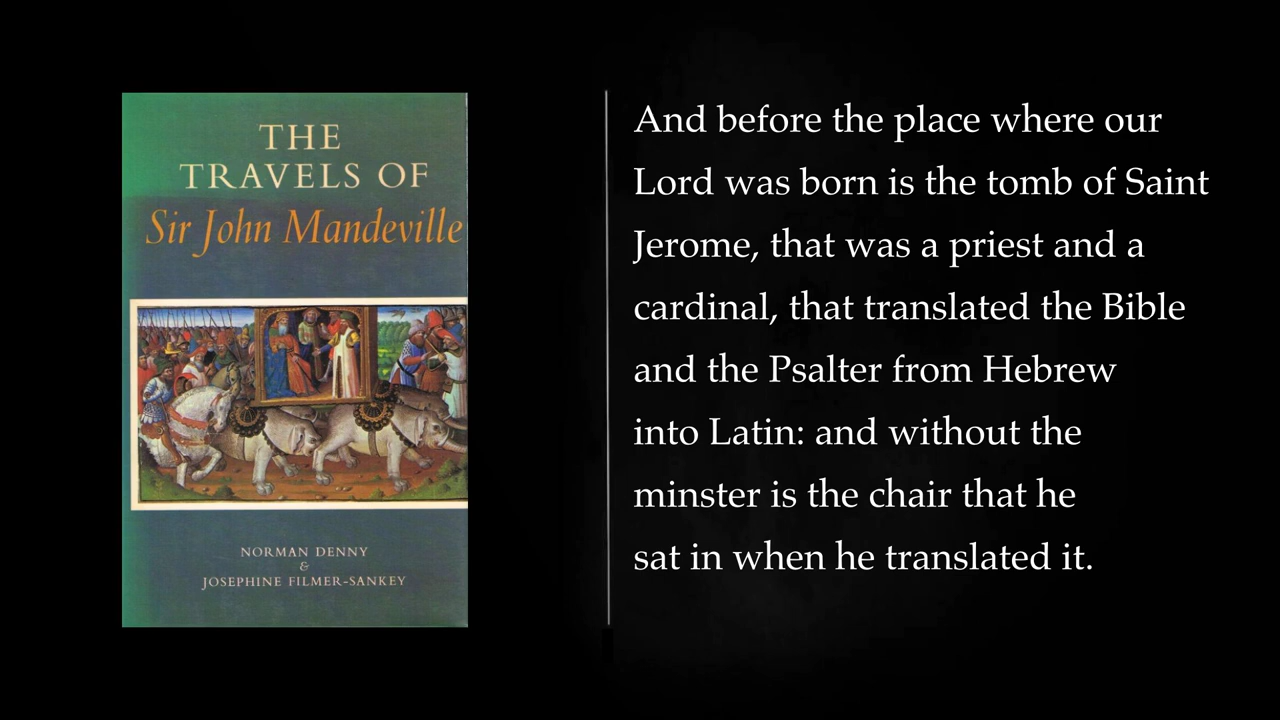 THE
TRAVELS OF
Sir John Mandeville
NORMAN DENNY
&
JOSEPHINE FILMER-SANKEY
And before the place where our
Lord was born is the tomb of Saint
Jerome, that was a priest and a
cardinal, that translated the Bible
and the Psalter from Hebrew
into Latin: and without the
minster is the chair that he
sat in when he translated it.